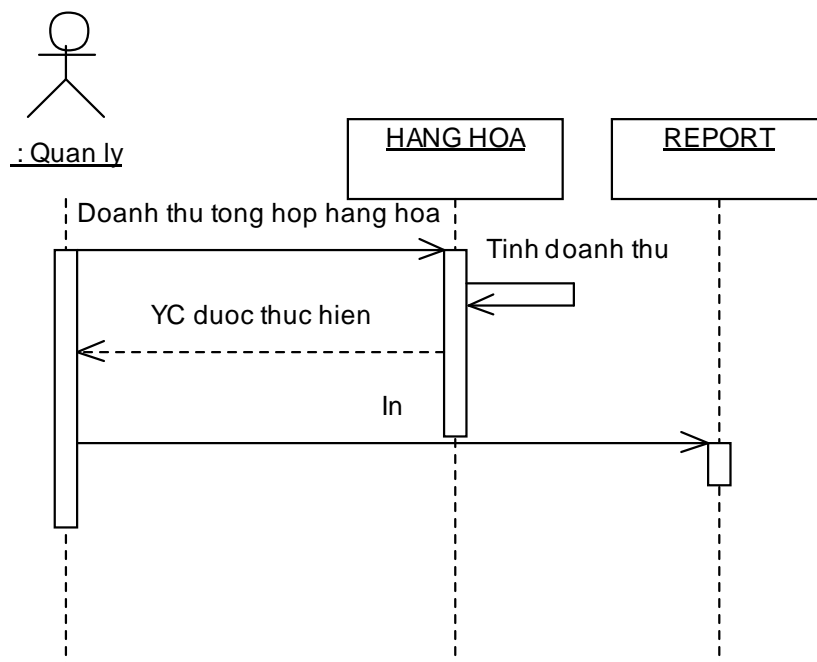 : Quan ly
HANG HOA
REPORT
Doanh thu tong hop hang hoa
Tinh doanh thu
YC duoc thuc hien
In